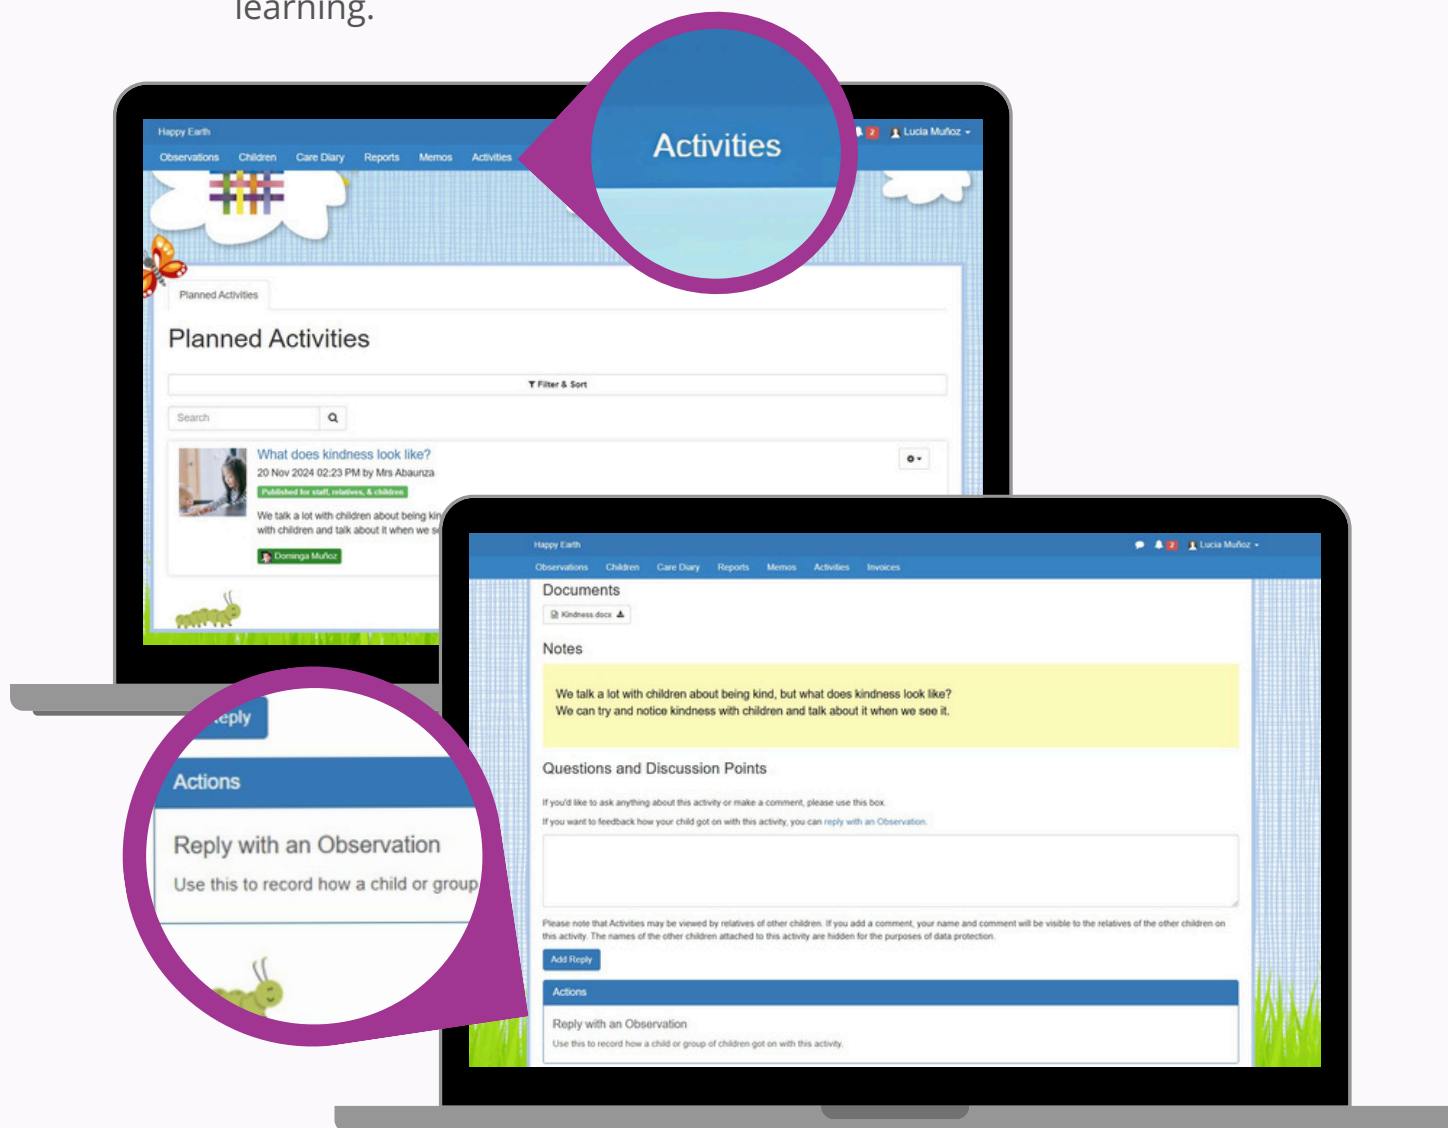 learning.
Happy Earth
2 Lucia Muñoz
Observations Children Care Diary Reports Memos Activities
Activities
Planned Activities
Planned Activities
Filter & Sort
Search
What does kindness look like?
20 Nov 2024 02:23 PM by Mrs Abaunza
Published for staff, relatives, & children
We talk a lot with children about being
with children and talk about it when we
Dominga Muñoz
Happy Earth
2 Lucia Muñoz
Observations Children Care Diary Reports Memos Activities Invoices
Documents
Kindness.docx
Notes
We talk a lot with children about being kind, but what does kindness look like?
We can try and notice kindness with children and talk about it when we see it.
Questions and Discussion Points
If you'd like to ask anything about this activity or make a comment, please use this box.
If you want to feedback how your child got on with this activity, you can reply with an Observation.
Please note that Activities may be viewed by relatives of other children. If you add a comment, your name and comment will be visible to the relatives of the other children on
this activity. The names of the other children attached to this activity are hidden for the purposes of data protection.
Add Reply
Actions
Reply with an Observation
Use this to record how a child or group of children got on with this activity.
Actions
Reply with an Observation
Use this to record how a child or group